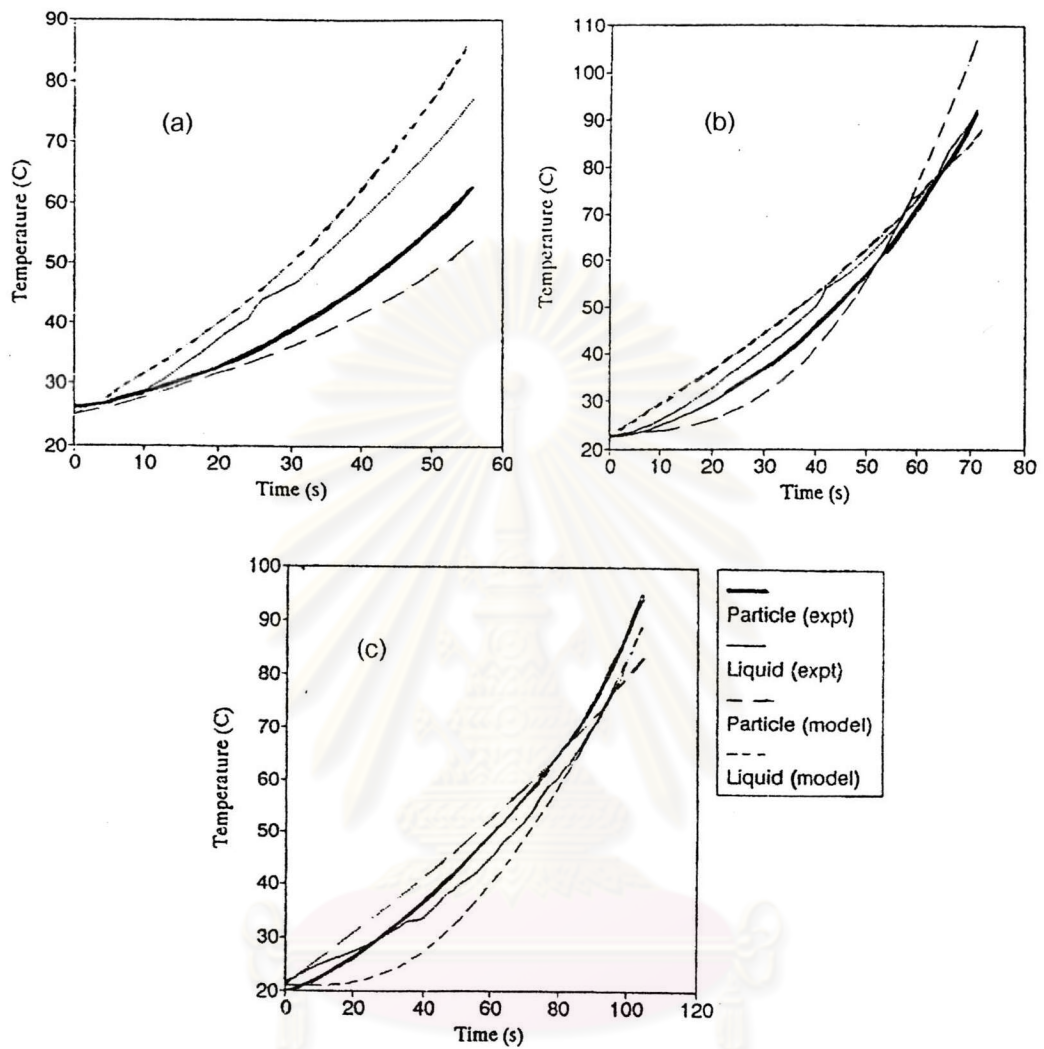 (a)
Temperature (C)
90
80
70
60
50
40
30
20
0 10 20 30 40 50 60
Time (s)
(b)
Temperature (C)
110
100
90
80
70
60
50
40
30
20
0 10 20 30 40 50 60 70 80
Time (s)
(c)
Temperature (C)
100
90
80
70
60
50
40
30
20
0 20 40 60 80 100 120
Time (s)
Particle (expt)
Liquid (expt)
Particle (model)
Liquid (model)